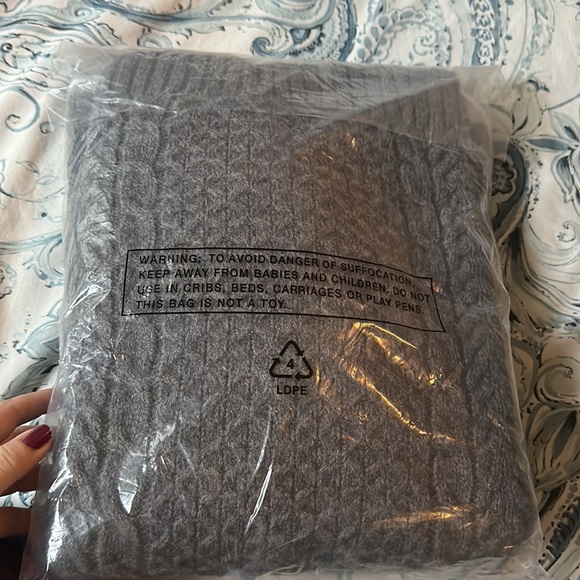 WARNING: TO AVOID DANGER OF SUFFOCATION,
KEEP AWAY FROM BABIES AND CHILDREN, DO NOT
USE IN CRIBS, BEDS, CARRIAGES OR PLAY PENS.
THIS BAG IS NOT A TOY.
4
LDPE